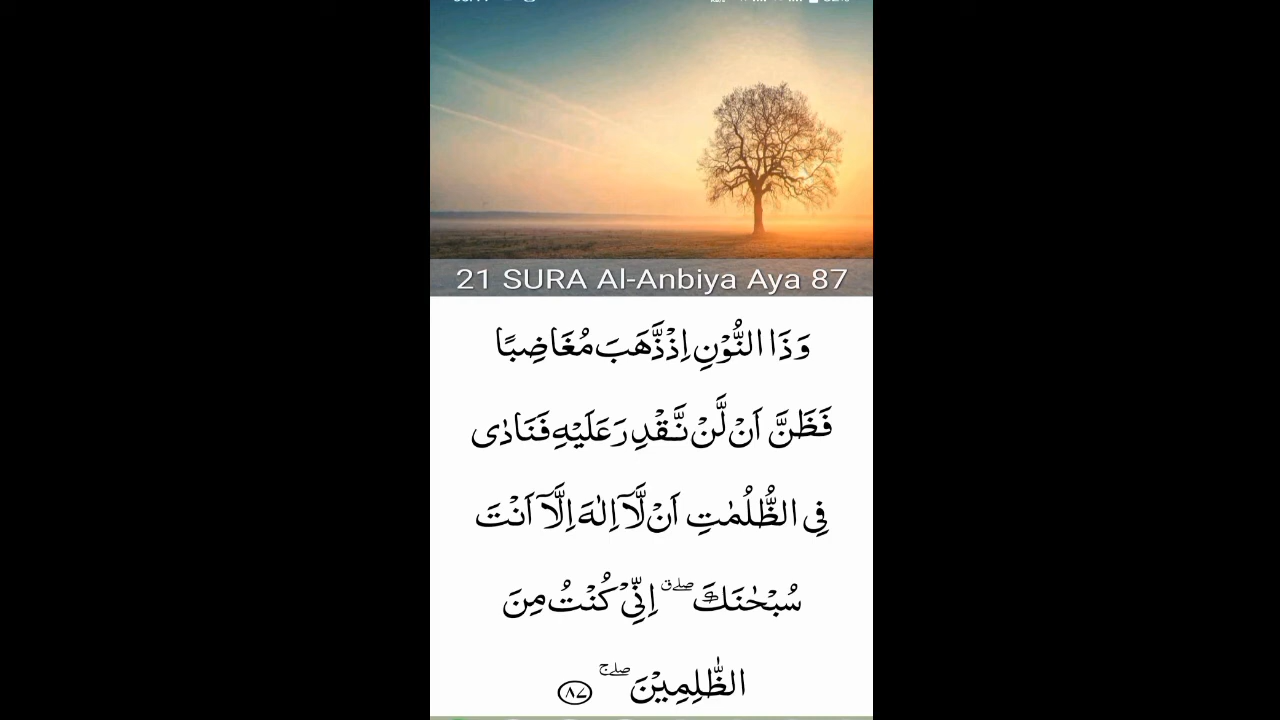 21 SURA Al-Anbiya Aya 87
وَذَا النُّوْنِ اِذْذَّهَبَ مُغَاضِبًا
فَظَنَّ اَنْ لَّنْ نَّقْدِرَ عَلَيْهِ فَنَادٰى
فِى الظُّلُمٰتِ اَنْ لَّآ اِلٰهَ اِلَّآ اَنْتَ
سُبْحٰنَكَ ۖق اِنِّىْ كُنْتُ مِنَ
الظّٰلِمِيْنَ ۖج ۸۷